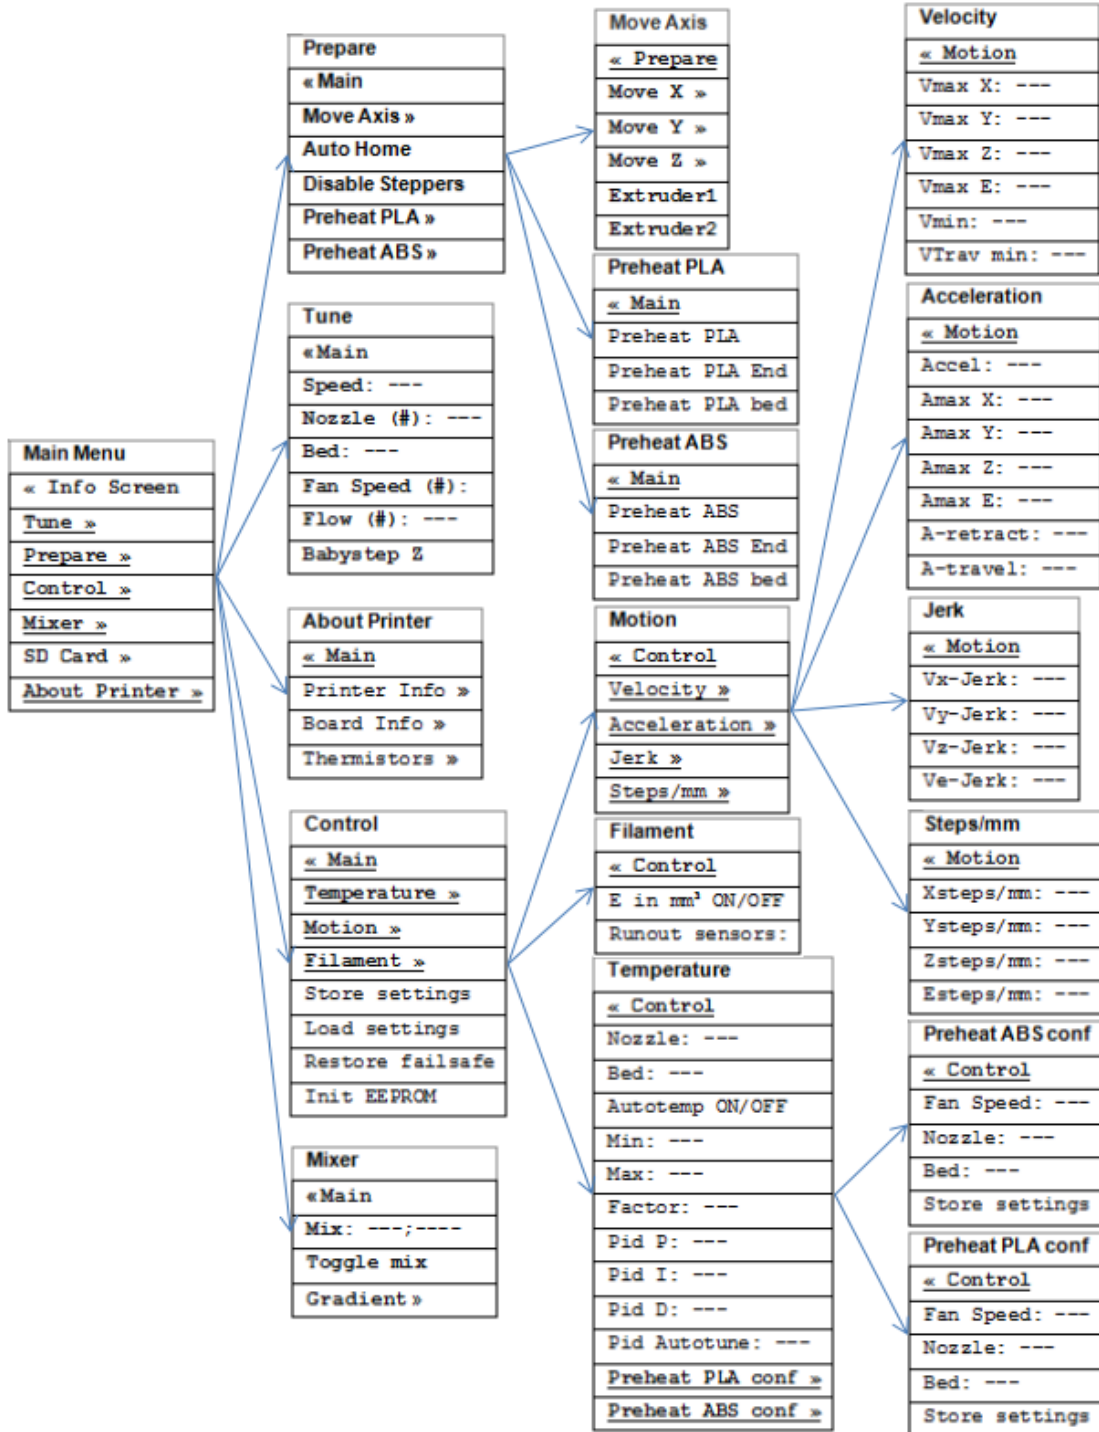 Main Menu
« Info Screen
Tune »
Prepare »
Control »
Mixer »
SD Card »
About Printer »
Prepare
« Main
Move Axis »
Auto Home
Disable Steppers
Preheat PLA »
Preheat ABS »
Tune
«Main
Speed: ---
Nozzle (#): ---
Bed: ---
Fan Speed (#):
Flow (#): ---
Babystep Z
About Printer
« Main
Printer Info »
Board Info »
Thermistors »
Control
« Main
Temperature »
Motion »
Filament »
Store settings
Load settings
Restore failsafe
Init EEPROM
Mixer
«Main
Mix: ---;----
Toggle mix
Gradient »
Move Axis
« Prepare
Move X »
Move Y »
Move Z »
Extruder1
Extruder2
Preheat PLA
« Main
Preheat PLA
Preheat PLA End
Preheat PLA bed
Preheat ABS
« Main
Preheat ABS
Preheat ABS End
Preheat ABS bed
Motion
« Control
Velocity »
Acceleration »
Jerk »
Steps/mm »
Filament
« Control
E in mm³ ON/OFF
Runout sensors:
Temperature
« Control
Nozzle: ---
Bed: ---
Autotemp ON/OFF
Min: ---
Max: ---
Factor: ---
Pid P: ---
Pid I: ---
Pid D: ---
Pid Autotune: ---
Preheat PLA conf »
Preheat ABS conf »
Velocity
« Motion
Vmax X: ---
Vmax Y: ---
Vmax Z: ---
Vmax E: ---
Vmin: ---
VTrav min: ---
Acceleration
« Motion
Accel: ---
Amax X: ---
Amax Y: ---
Amax Z: ---
Amax E: ---
A-retract: ---
A-travel: ---
Jerk
« Motion
Vx-Jerk: ---
Vy-Jerk: ---
Vz-Jerk: ---
Ve-Jerk: ---
Steps/mm
« Motion
Xsteps/mm: ---
Ysteps/mm: ---
Zsteps/mm: ---
Esteps/mm: ---
Preheat ABS conf
« Control
Fan Speed: ---
Nozzle: ---
Bed: ---
Store settings
Preheat PLA conf
« Control
Fan Speed: ---
Nozzle: ---
Bed: ---
Store settings